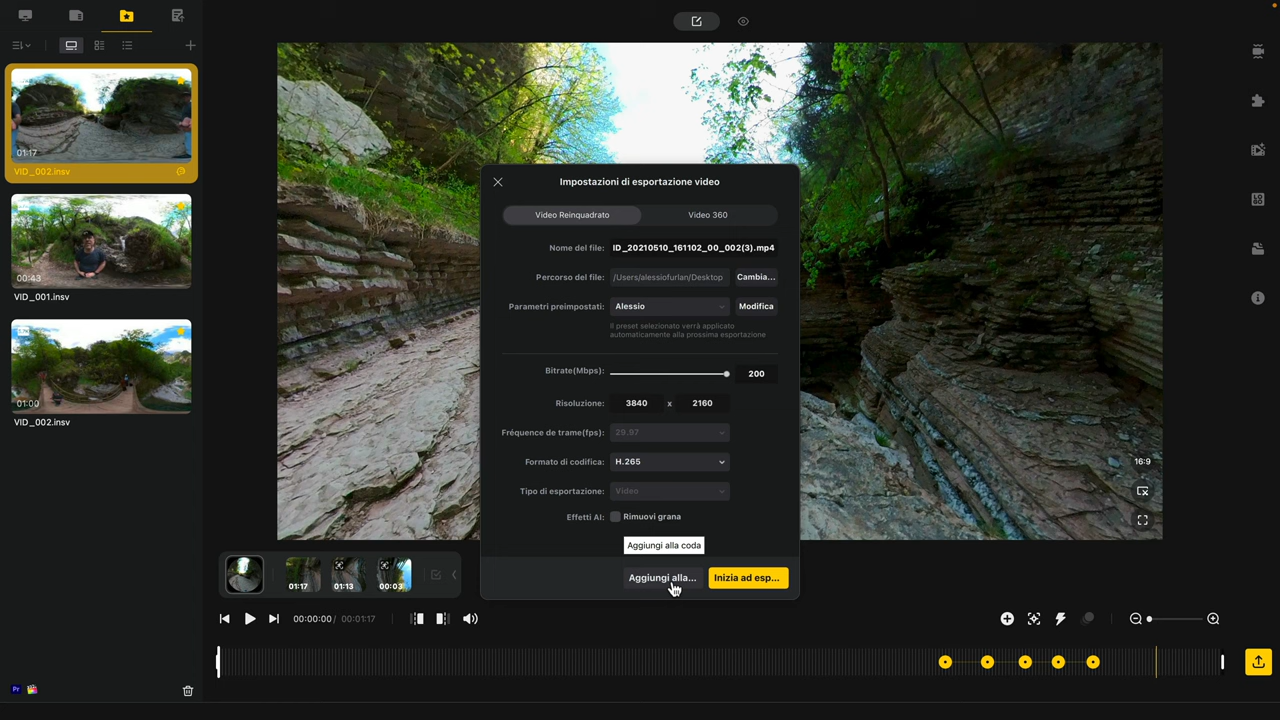 01:17
VID_002.insv
00:43
VID_001.insv
01:00
VID_002.insv
Pr
Impostazioni di esportazione video
Video Reinquadrato
Video 360
Nome del file: ID_20210510_161102_00_002(3).mp4
Percorso del file: /Users/alessiofurlan/Desktop Cambia...
Parametri preimpostati: Alessio Modifica
Il preset selezionato verrà applicato
automaticamente alla prossima esportazione
Bitrate(Mbps): 200
Risoluzione: 3840 x 2160
Fréquence de trame(fps): 29.97
Formato di codifica: H.265
Tipo di esportazione: Video
Effetti AI: Rimuovi grana
Aggiungi alla coda
Aggiungi alla... Inizia ad esp...
16:9
01:17
01:13
00:03
00:00:00 / 00:01:17